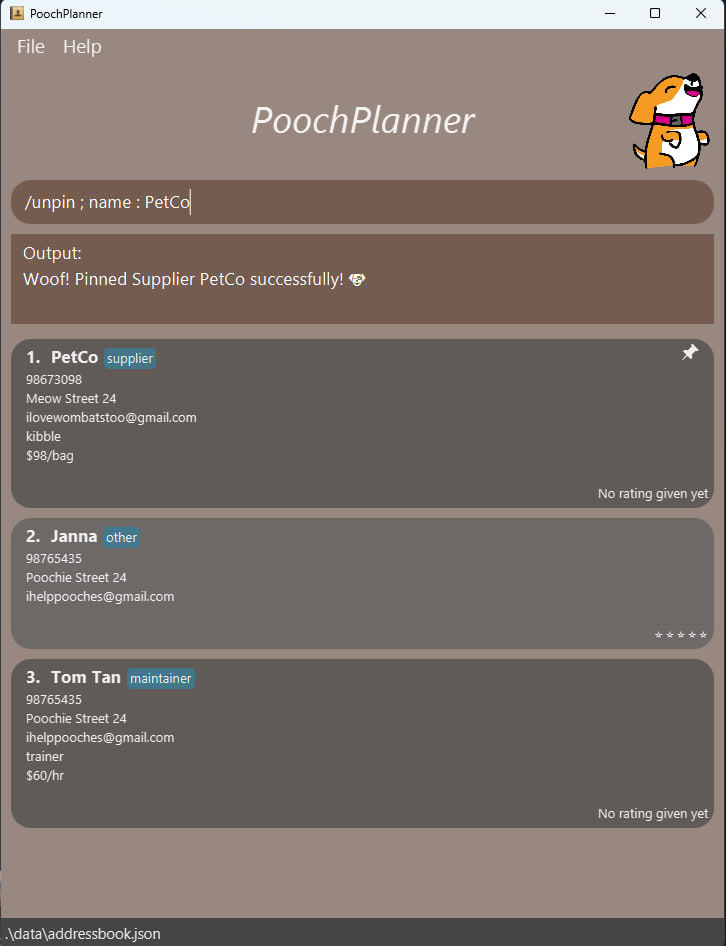 PoochPlanner
File Help
PoochPlanner
/unpin ; name : PetCo
Output:
Woof! Pinned Supplier PetCo successfully!
1. PetCo supplier
98673098
Meow Street 24
ilovewombatstoo@gmail.com
kibble
$98/bag
No rating given yet
2. Janna other
98765435
Poochie Street 24
ihelppooches@gmail.com
⭐⭐⭐⭐⭐
3. Tom Tan maintainer
98765435
Poochie Street 24
ihelppooches@gmail.com
trainer
$60/hr
No rating given yet
.\data\addressbook.json